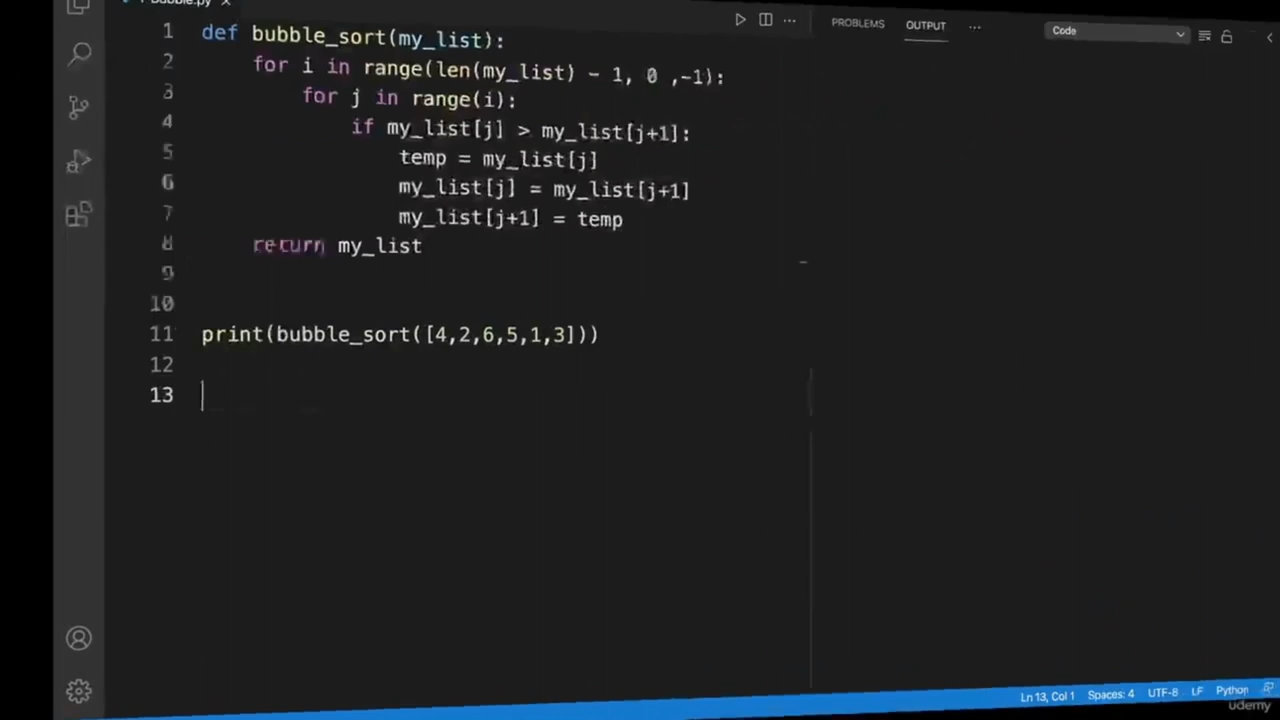 Bubble.py
PROBLEMS OUTPUT ... Code
1 def bubble_sort(my_list):
2 for i in range(len(my_list) - 1, 0 ,-1):
3 for j in range(i):
4 if my_list[j] > my_list[j+1]:
5 temp = my_list[j]
6 my_list[j] = my_list[j+1]
7 my_list[j+1] = temp
8 return my_list
9
10
11 print(bubble_sort([4,2,6,5,1,3]))
12
13
Ln 13, Col 1 Spaces: 4 UTF-8 LF Python
udemy